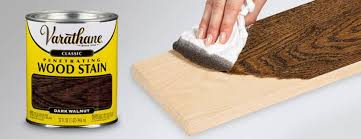 Varathane
CLASSIC
PENETRATING
WOOD STAIN
DARK WALNUT